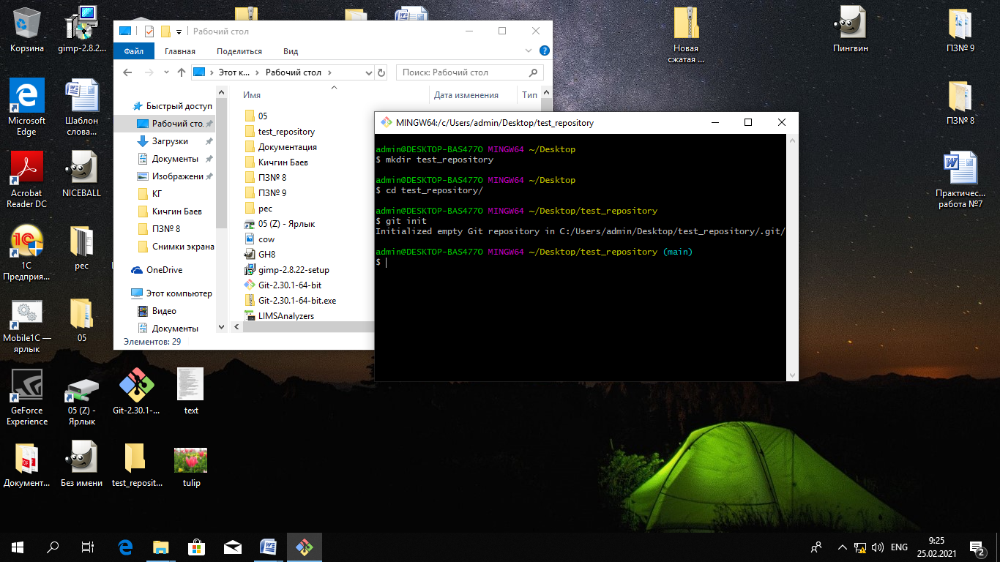 Корзина
gimp-2.8.2...
Microsoft
Edge
Шаблон
слова...
Acrobat
Reader DC
NICEBALL
1C
Предприя...
рес
Mobile1C —
ярлык
05
GeForce
Experience
05 (Z) -
Ярлык
Git-2.30.1-...
text
Документ...
Без имени
test_reposit...
tulip
Новая
сжатая ...
Пингвин
ПЗ№ 9
ПЗ№ 8
Практичес...
работа №7
Рабочий стол
Файл
Главная
Поделиться
Вид
Этот к...
Рабочий стол
Поиск: Рабочий стол
Быстрый доступ
Рабочий сто.
Загрузки
Документы
Изображени
КГ
Кичгин Баев
ПЗ№ 8
Снимки экрана
OneDrive
Этот компьютер
Видео
Документы
Имя
Дата изменения
Тип
05
test_repository
Документация
Кичгин Баев
ПЗ№ 8
ПЗ№ 9
рес
05 (Z) - Ярлык
cow
GH8
gimp-2.8.22-setup
Git-2.30.1-64-bit
Git-2.30.1-64-bit.exe
LIMSAnalyzers
Элементов: 29
MINGW64:/c/Users/admin/Desktop/test_repository
admin@DESKTOP-BAS477O MINGW64 ~/Desktop
$ mkdir test_repository
admin@DESKTOP-BAS477O MINGW64 ~/Desktop
$ cd test_repository/
admin@DESKTOP-BAS477O MINGW64 ~/Desktop/test_repository
$ git init
Initialized empty Git repository in C:/Users/admin/Desktop/test_repository/.git/
admin@DESKTOP-BAS477O MINGW64 ~/Desktop/test_repository (main)
$
ENG
9:25
25.02.2021
2